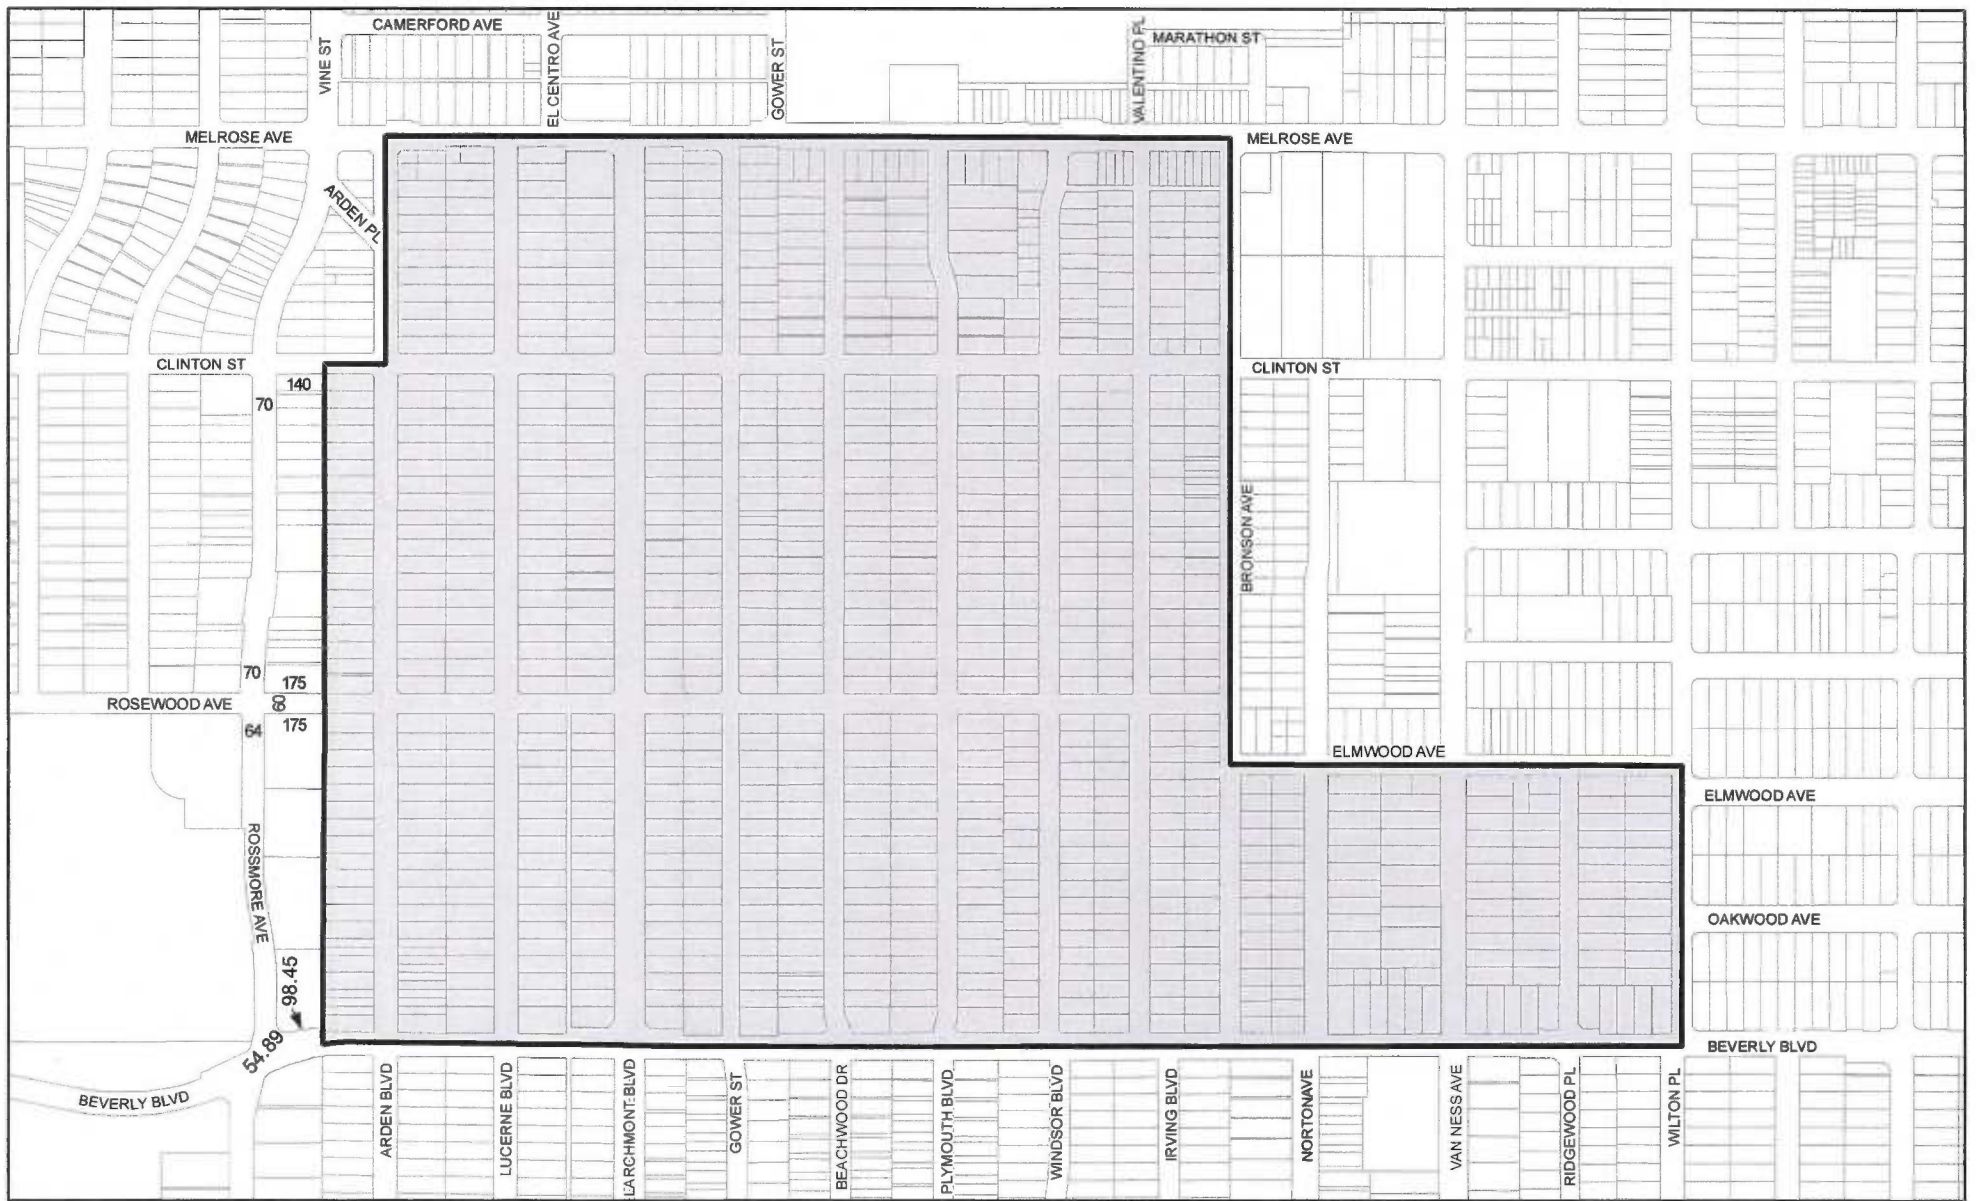 CAMERFORD AVE
VINE ST
EL CENTRO AVE
GOWER ST
VALENTINO PL
MARATHON ST
MELROSE AVE
MELROSE AVE
ARDEN PL
CLINTON ST
CLINTON ST
140
70
BRONSON AVE
70
175
ROSEWOOD AVE
60
64
175
ELMWOOD AVE
ELMWOOD AVE
ROSSMORE AVE
OAKWOOD AVE
98.45
54.89
BEVERLY BLVD
BEVERLY BLVD
ARDEN BLVD
LUCERNE BLVD
LARCHMONT BLVD
GOWER ST
BEACHWOOD DR
PLYMOUTH BLVD
WINDSOR BLVD
IRVING BLVD
NORTON AVE
VAN NESS AVE
RIDGEWOOD PL
WILTON PL